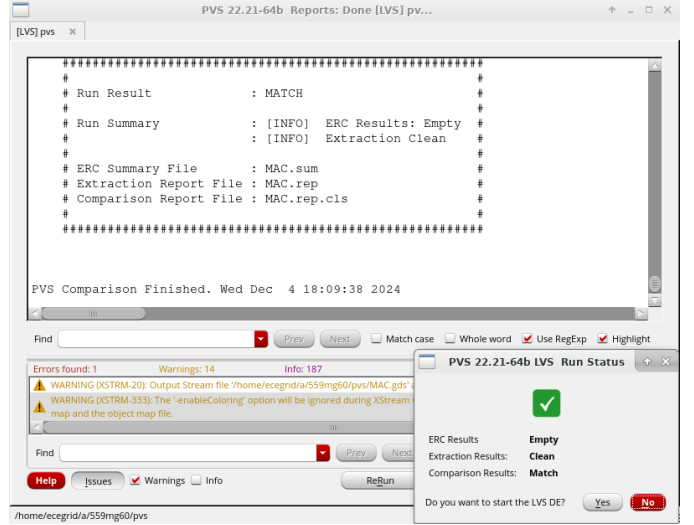 PVS 22.21-64b Reports: Done [LVS] pv...
[LVS] pvs
########################################################
# #
# Run Result : MATCH #
# #
# Run Summary : [INFO] ERC Results: Empty #
# : [INFO] Extraction Clean #
# #
# ERC Summary File : MAC.sum #
# Extraction Report File : MAC.rep #
# Comparison Report File : MAC.rep.cls #
# #
########################################################
PVS Comparison Finished. Wed Dec 4 18:09:38 2024
Find Prev Next Match case Whole word Use RegExp Highlight
Errors found: 1 Warnings: 14 Info: 187
WARNING (XSTRM-20): Output Stream file '/home/ecegrid/a/559mg60/pvs/MAC.gds'
WARNING (XSTRM-333): The '-enableColoring' option will be ignored during XStream
map and the object map file.
Find Prev Next
Help Issues Warnings Info ReRun
/home/ecegrid/a/559mg60/pvs
PVS 22.21-64b LVS Run Status
ERC Results Empty
Extraction Results: Clean
Comparison Results: Match
Do you want to start the LVS DE? Yes No